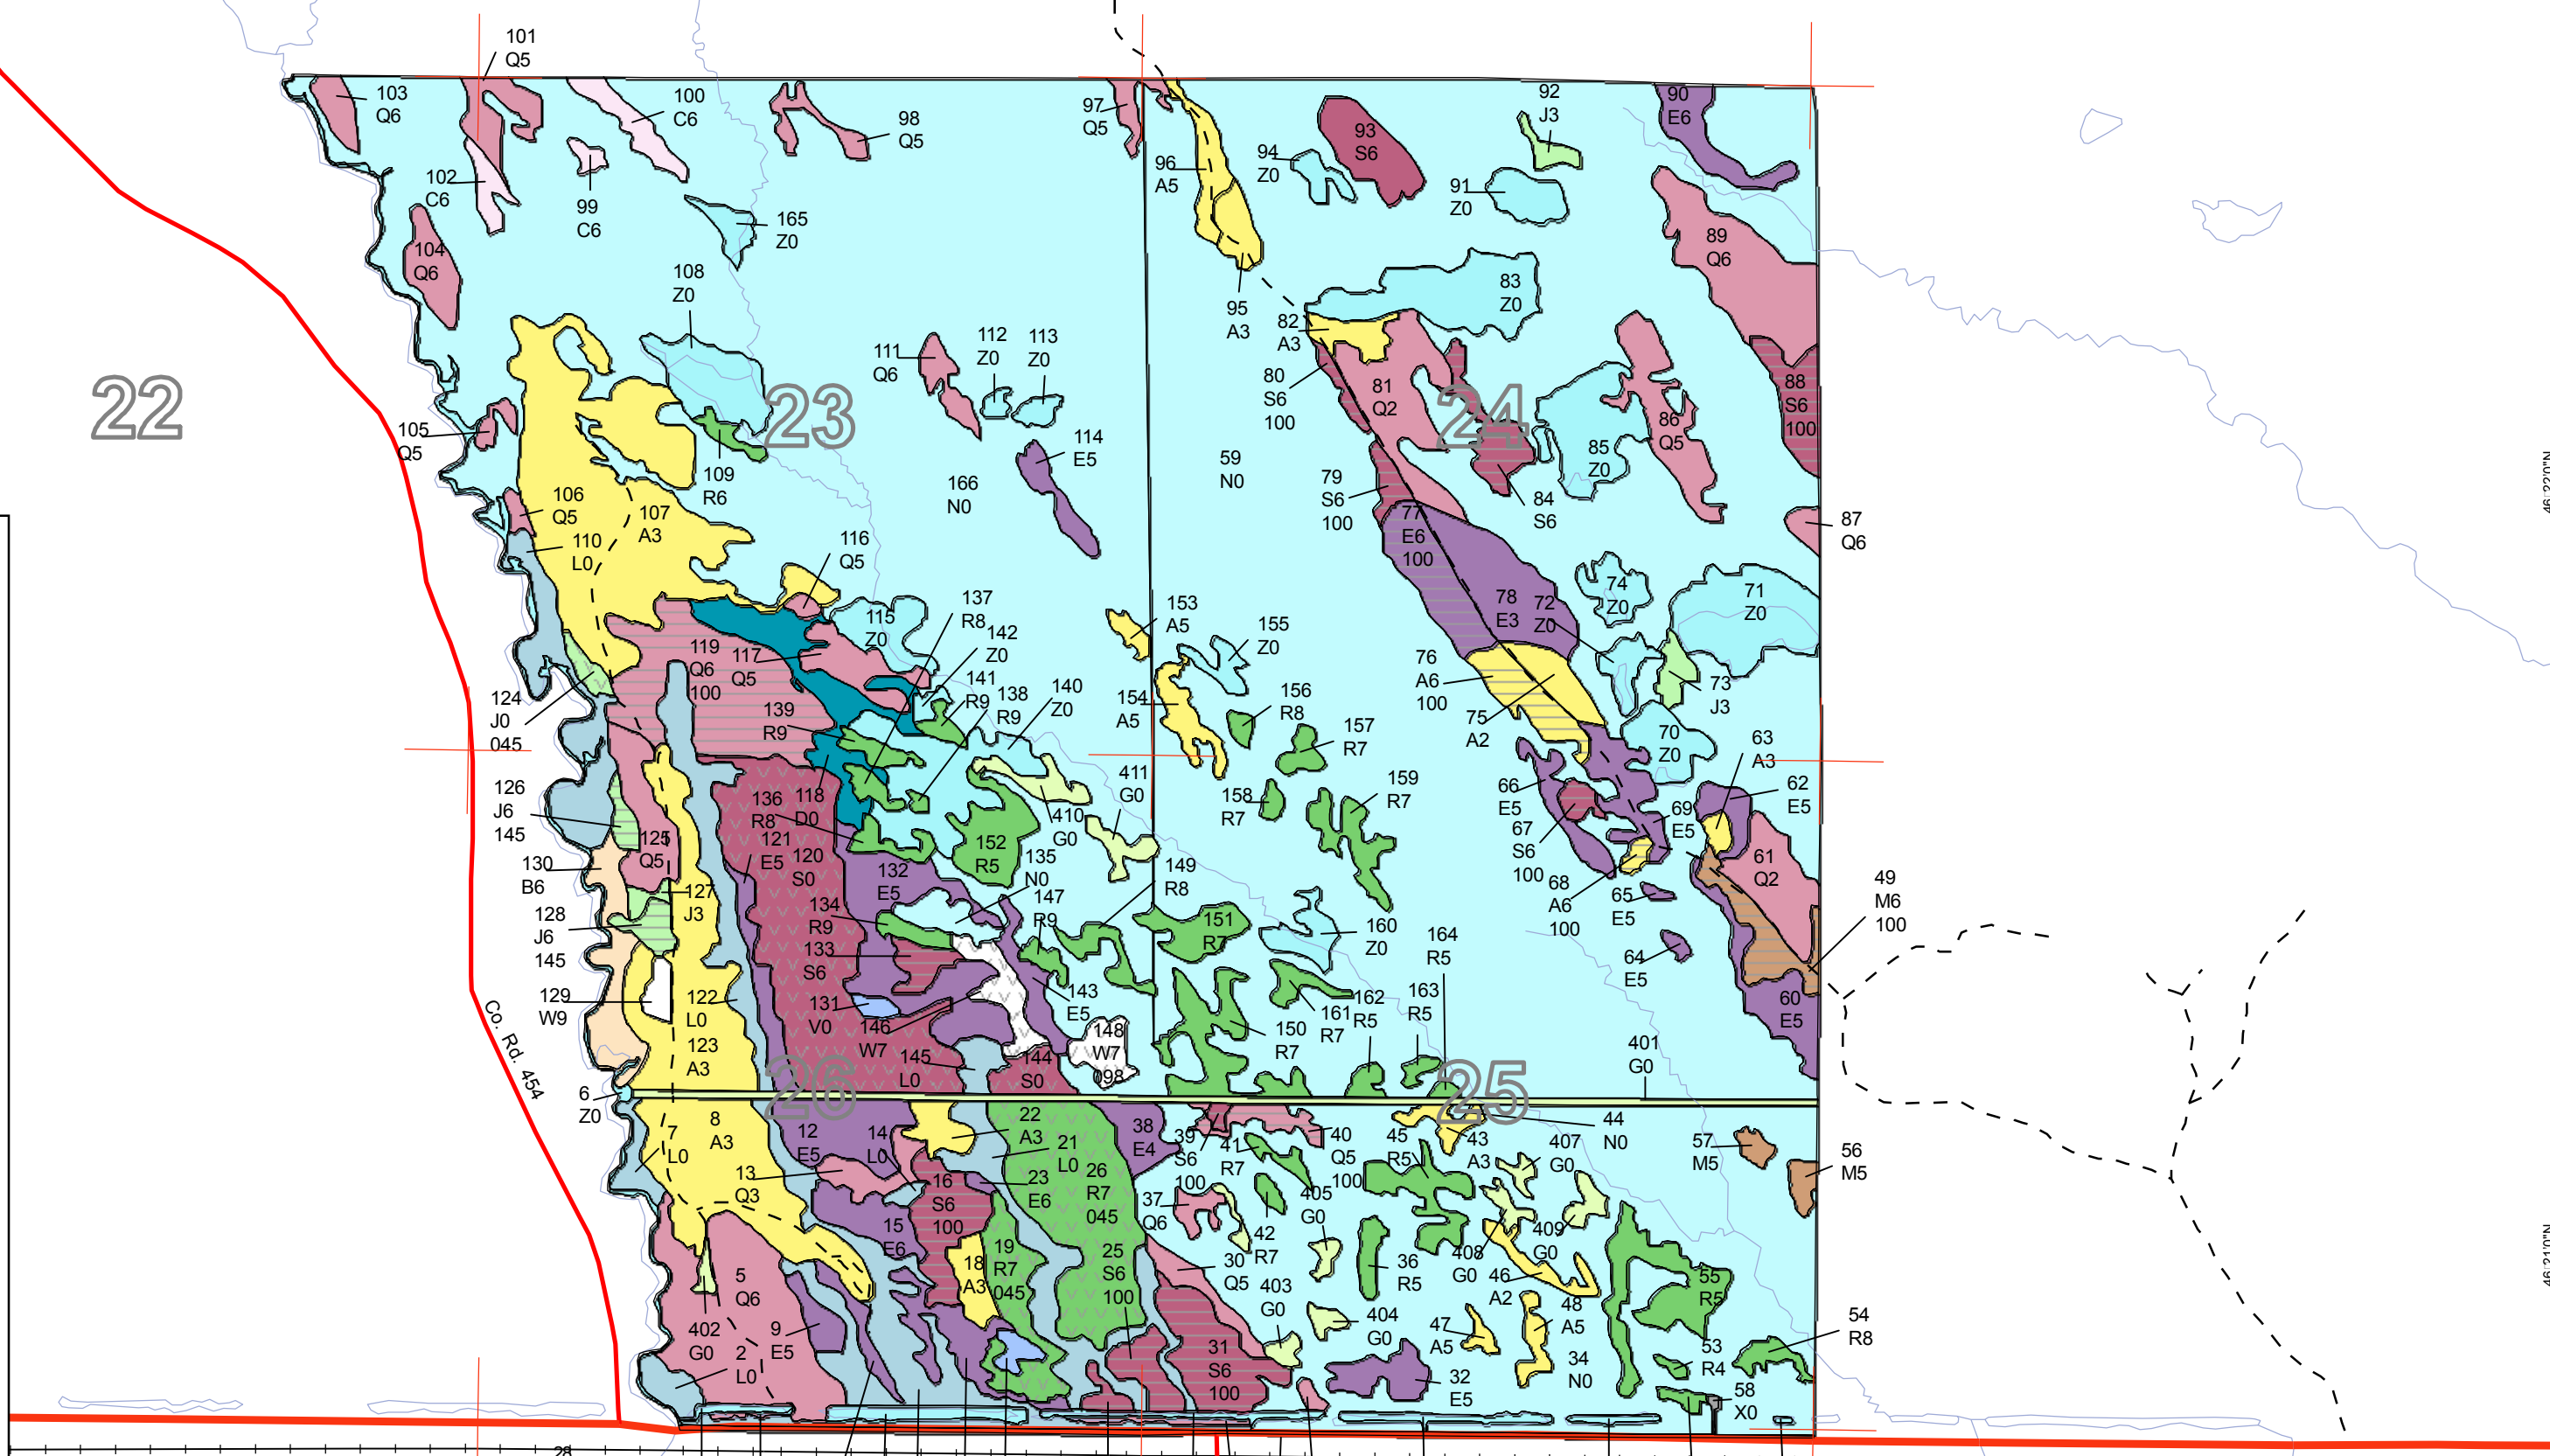 101
Q5
103
Q6
100
C6
98
Q5
97
Q5
93
S6
92
J3
90
E6
102
C6
99
C6
96
A5
94
Z0
91
Z0
165
Z0
104
Q6
89
Q6
108
Z0
83
Z0
95
A3
82
A3
111
Q6
112
Z0
113
Z0
80
S6
100
81
Q2
88
S6
100
22
23
24
105
Q5
109
R6
114
E5
59
N0
166
N0
86
Q5
85
Z0
79
S6
100
84
S6
87
Q6
106
Q5
107
A3
110
L0
116
Q5
77
E6
100
46°22'0"N
115
Z0
137
R8
142
Z0
153
A5
155
Z0
78
E3
72
Z0
74
Z0
71
Z0
119
Q6
100
117
Q5
76
A6
100
73
J3
124
J0
045
139
R9
141
R9
138
R9
140
Z0
154
A5
156
R8
157
R7
75
A2
70
Z0
63
A3
126
J6
145
136
R8
118
D0
411
G0
410
G0
158
R7
159
R7
66
E5
67
S6
100
69
E5
62
E5
125
Q5
121
E5
120
S0
152
R5
135
N0
130
B6
127
J3
132
E5
147
R9
149
R8
61
Q2
68
A6
100
65
E5
49
M6
100
128
J6
145
134
R9
133
S6
151
R7
160
Z0
164
R5
64
E5
129
W9
122
L0
131
V0
146
W7
143
E5
161
R7
162
R5
163
R5
60
E5
150
R7
148
W7
098
123
A3
145
L0
144
S0
401
G0
Co. Rd. 454
26
25
6
Z0
7
L0
8
A3
12
E5
14
L0
22
A3
21
L0
38
E4
39
S6
100
41
R7
40
Q5
100
45
R5
43
A3
44
N0
407
G0
57
M5
56
M5
13
Q3
16
S6
100
23
E6
26
R7
045
37
Q6
405
G0
15
E6
42
R7
409
G0
408
G0
46°21'0"N
18
A3
19
R7
045
25
S6
100
30
Q5
36
R5
46
A2
55
R5
5
Q6
403
G0
404
G0
47
A5
48
A5
54
R8
402
G0
9
E5
2
L0
31
S6
100
32
E5
34
N0
53
R4
58
X0
28